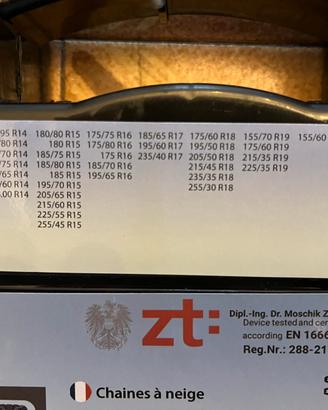 95 R14 180/80 R15 175/75 R16 185/65 R17 175/60 R18 155/70 R19 155/60
/80 R14 180 R15 175/80 R16 195/60 R17 195/50 R18 175/60 R19
/70 R14 185/75 R15 175 R16 235/40 R17 205/50 R18 215/35 R19
/75 R14 185/80 R15 185/70 R16 215/45 R18 225/35 R19
/65 R14 185 R15 195/65 R16 235/35 R18
/60 R14 195/70 R15 255/30 R18
.00 R14 205/65 R15
215/60 R15
225/55 R15
255/45 R15
zt:
Dipl.-Ing. Dr. Moschik Z
Device tested and cer
according EN 1666
Reg.Nr.: 288-21
Chaines à neige